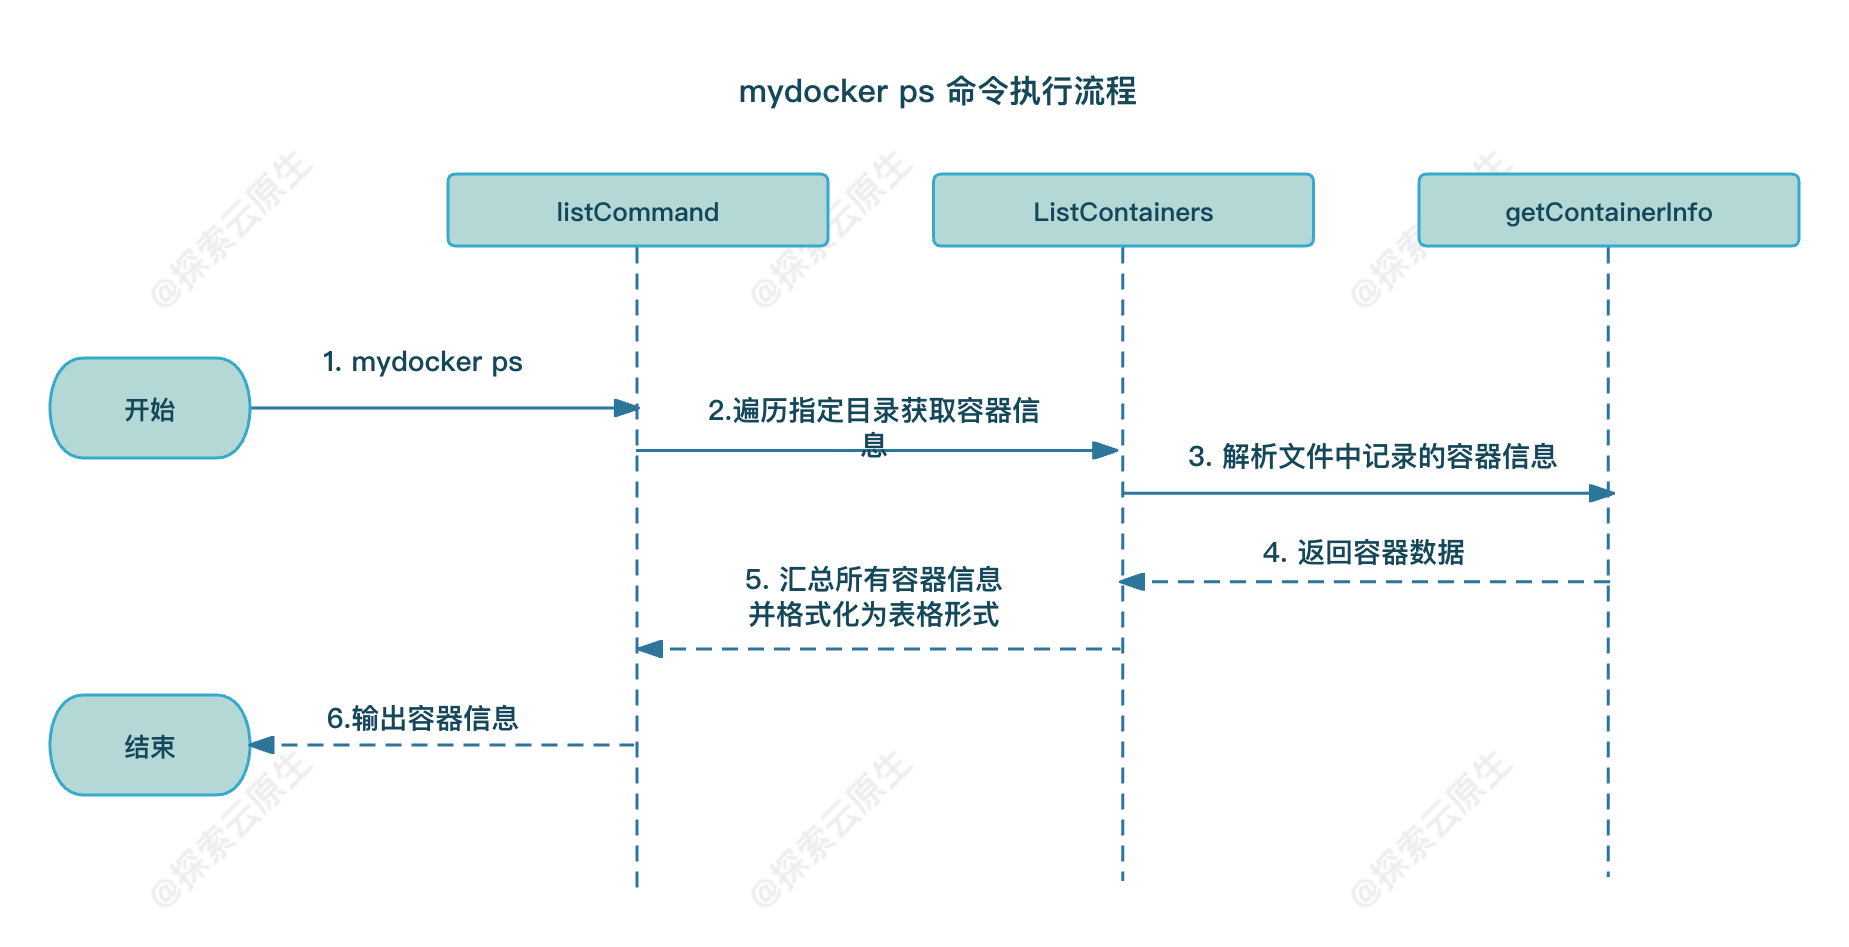 mydocker ps 命令执行流程
listCommand
ListContainers
getContainerInfo
@探索云原生
@探索云原生
@探索云原生
1. mydocker ps
开始
2.遍历指定目录获取容器信
息
3. 解析文件中记录的容器信息
4. 返回容器数据
5. 汇总所有容器信息
并格式化为表格形式
6.输出容器信息
结束
@探索云原生
@探索云原生
@探索云原生